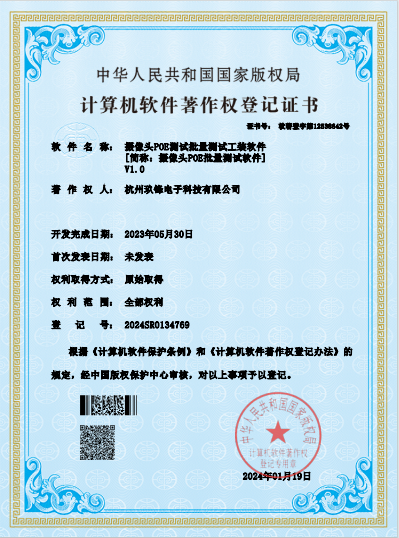 中华人民共和国国家版权局
计算机软件著作权登记证书
证书号： 软著登字第12538642号
软件名称： 摄像头POE测试批量测试工装软件
[简称：摄像头POE批量测试软件]
V1.0
著作权人： 杭州玖锋电子科技有限公司
开发完成日期： 2023年05月30日
首次发表日期： 未发表
权利取得方式： 原始取得
权利范围： 全部权利
登记号： 2024SR0134769
根据《计算机软件保护条例》和《计算机软件著作权登记办法》的
规定，经中国版权保护中心审核，对以上事项予以登记。
中华人民共和国国家版权局
计算机软件著作权
登记专用章
2024年01月19日